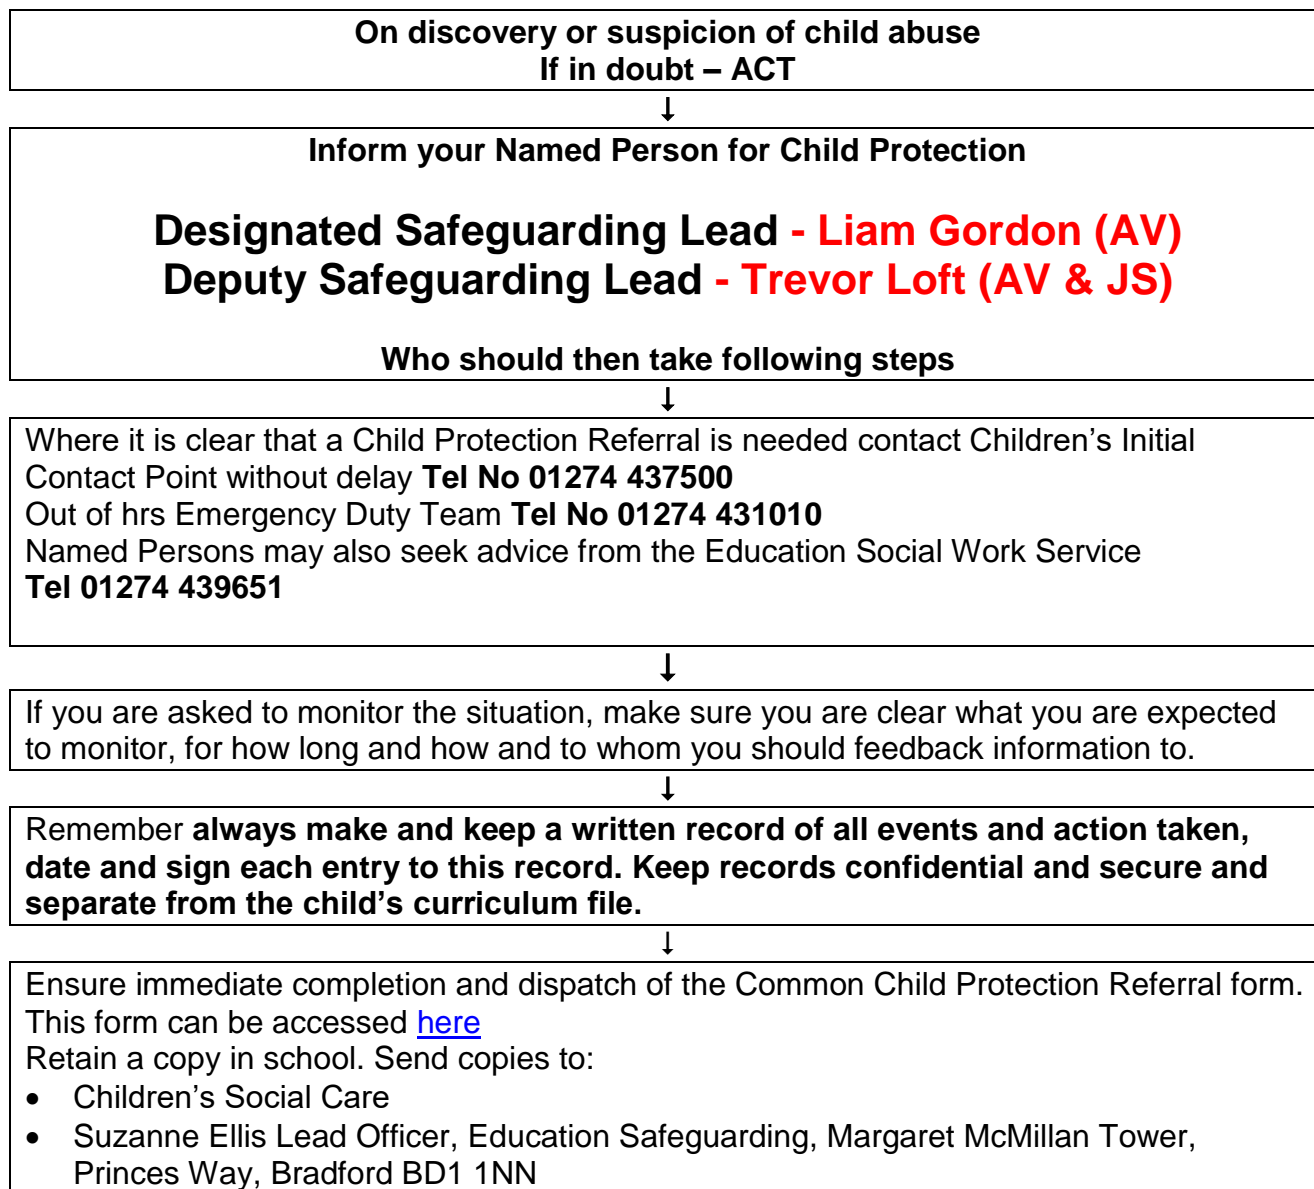 On discovery or suspicion of child abuse
If in doubt – ACT
↓
Inform your Named Person for Child Protection
Designated Safeguarding Lead - Liam Gordon (AV)
Deputy Safeguarding Lead - Trevor Loft (AV & JS)
Who should then take following steps
↓
Where it is clear that a Child Protection Referral is needed contact Children’s Initial
Contact Point without delay Tel No 01274 437500
Out of hrs Emergency Duty Team Tel No 01274 431010
Named Persons may also seek advice from the Education Social Work Service
Tel 01274 439651
↓
If you are asked to monitor the situation, make sure you are clear what you are expected
to monitor, for how long and how and to whom you should feedback information to.
↓
Remember always make and keep a written record of all events and action taken,
date and sign each entry to this record. Keep records confidential and secure and
separate from the child’s curriculum file.
↓
Ensure immediate completion and dispatch of the Common Child Protection Referral form.
This form can be accessed here
Retain a copy in school. Send copies to:
• Children’s Social Care
• Suzanne Ellis Lead Officer, Education Safeguarding, Margaret McMillan Tower,
Princes Way, Bradford BD1 1NN